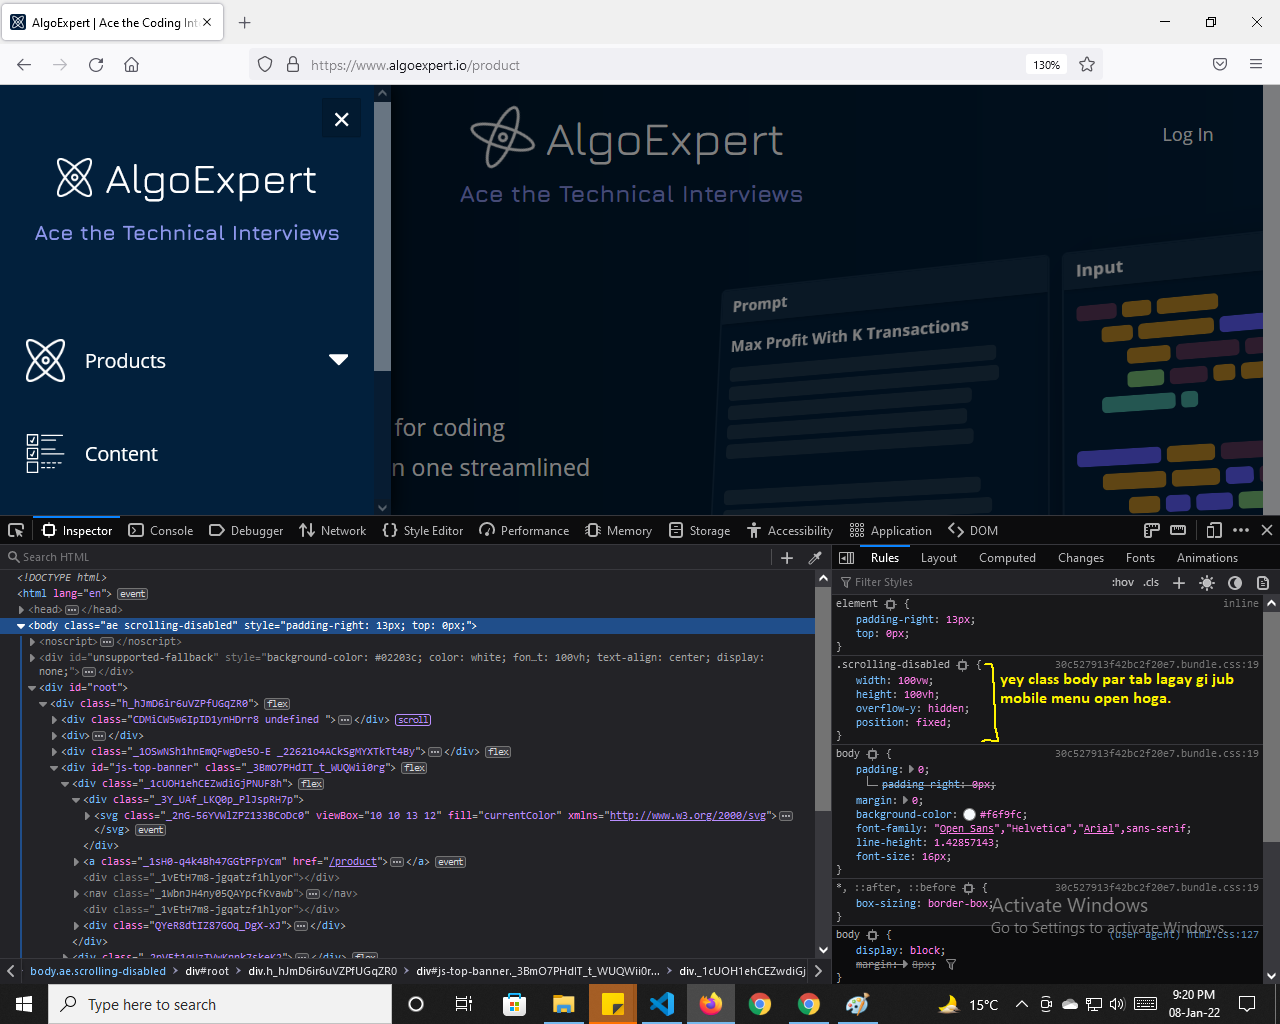 AlgoExpert | Ace the Coding Int
https://www.algoexpert.io/product
130%
AlgoExpert
Ace the Technical Interviews
Products
Content
AlgoExpert
Ace the Technical Interviews
Log In
for coding
n one streamlined
Prompt
Max Profit With K Transactions
Input
Inspector Console Debugger Network Style Editor Performance Memory Storage Accessibility Application DOM
Search HTML
<!DOCTYPE html>
<html lang="en"> event
<head></head>
<body class="ae scrolling-disabled" style="padding-right: 13px; top: 0px;">
<noscript></noscript>
<div id="unsupported-fallback" style="background-color: #02203c; color: white; fon_t: 100vh; text-align: center; display:
none;"></div>
<div id="root">
<div class="h_hJmD6ir6uVZPfUGqZR0"> flex
<div class="CDMiCW5w6IpID1ynHDrr8 undefined "></div> scroll
<div></div>
<div class="_1OSwNSh1hnEmQFwgDe5O-E _22621o4ACkSgMYXTkTt4By"></div> flex
<div id="js-top-banner" class="_3BmO7PHdIT_t_WUQWii0rg"> flex
<div class="_1cUOH1ehCEZwdiGjPNUF8h"> flex
<div class="_3Y_UAf_LKQ0p_PlJspRH7p">
<svg class="_2nG-56YVWlZPZ133BCoDc0" viewBox="10 10 13 12" fill="currentColor" xmlns="http://www.w3.org/2000/svg">
</svg> event
</div>
<a class="_1sH0-q4k4Bh47GGtPFpYcm" href="/product"></a> event
<div class="_1vEtH7m8-jgqatzf1hlyor"></div>
<nav class="_1WbnJH4ny05QAYpcfKvawb"></nav>
<div class="_1vEtH7m8-jgqatzf1hlyor"></div>
<div class="QYeR8dtIZ87GOq_DgX-xJ"></div>
</div>
body.ae.scrolling-disabled div#root div.h_hJmD6ir6uVZPfUGqZR0 div#js-top-banner._3BmO7PHdIT_t_WUQWii0r... div._1cUOH1ehCEZwdiGj
Rules Layout Computed Changes Fonts Animations
Filter Styles :hov .cls
element { inline
padding-right: 13px;
top: 0px;
}
.scrolling-disabled { 30c527913f42bc2f20e7.bundle.css:19
width: 100vw;
height: 100vh;
overflow-y: hidden;
position: fixed;
}
yey class body par tab lagay gi jub
mobile menu open hoga.
body { 30c527913f42bc2f20e7.bundle.css:19
padding: 0;
padding-right: 0px;
margin: 0;
background-color: #f6f9fc;
font-family: "Open Sans","Helvetica","Arial",sans-serif;
line-height: 1.42857143;
font-size: 16px;
}
*, ::after, ::before { 30c527913f42bc2f20e7.bundle.css:19
box-sizing: border-box;
}
Activate Windows
Go to Settings to activate Windows.
body { (user agent) html.css:127
display: block;
margin: 8px;
}
Type here to search
15°C
9:20 PM
08-Jan-22